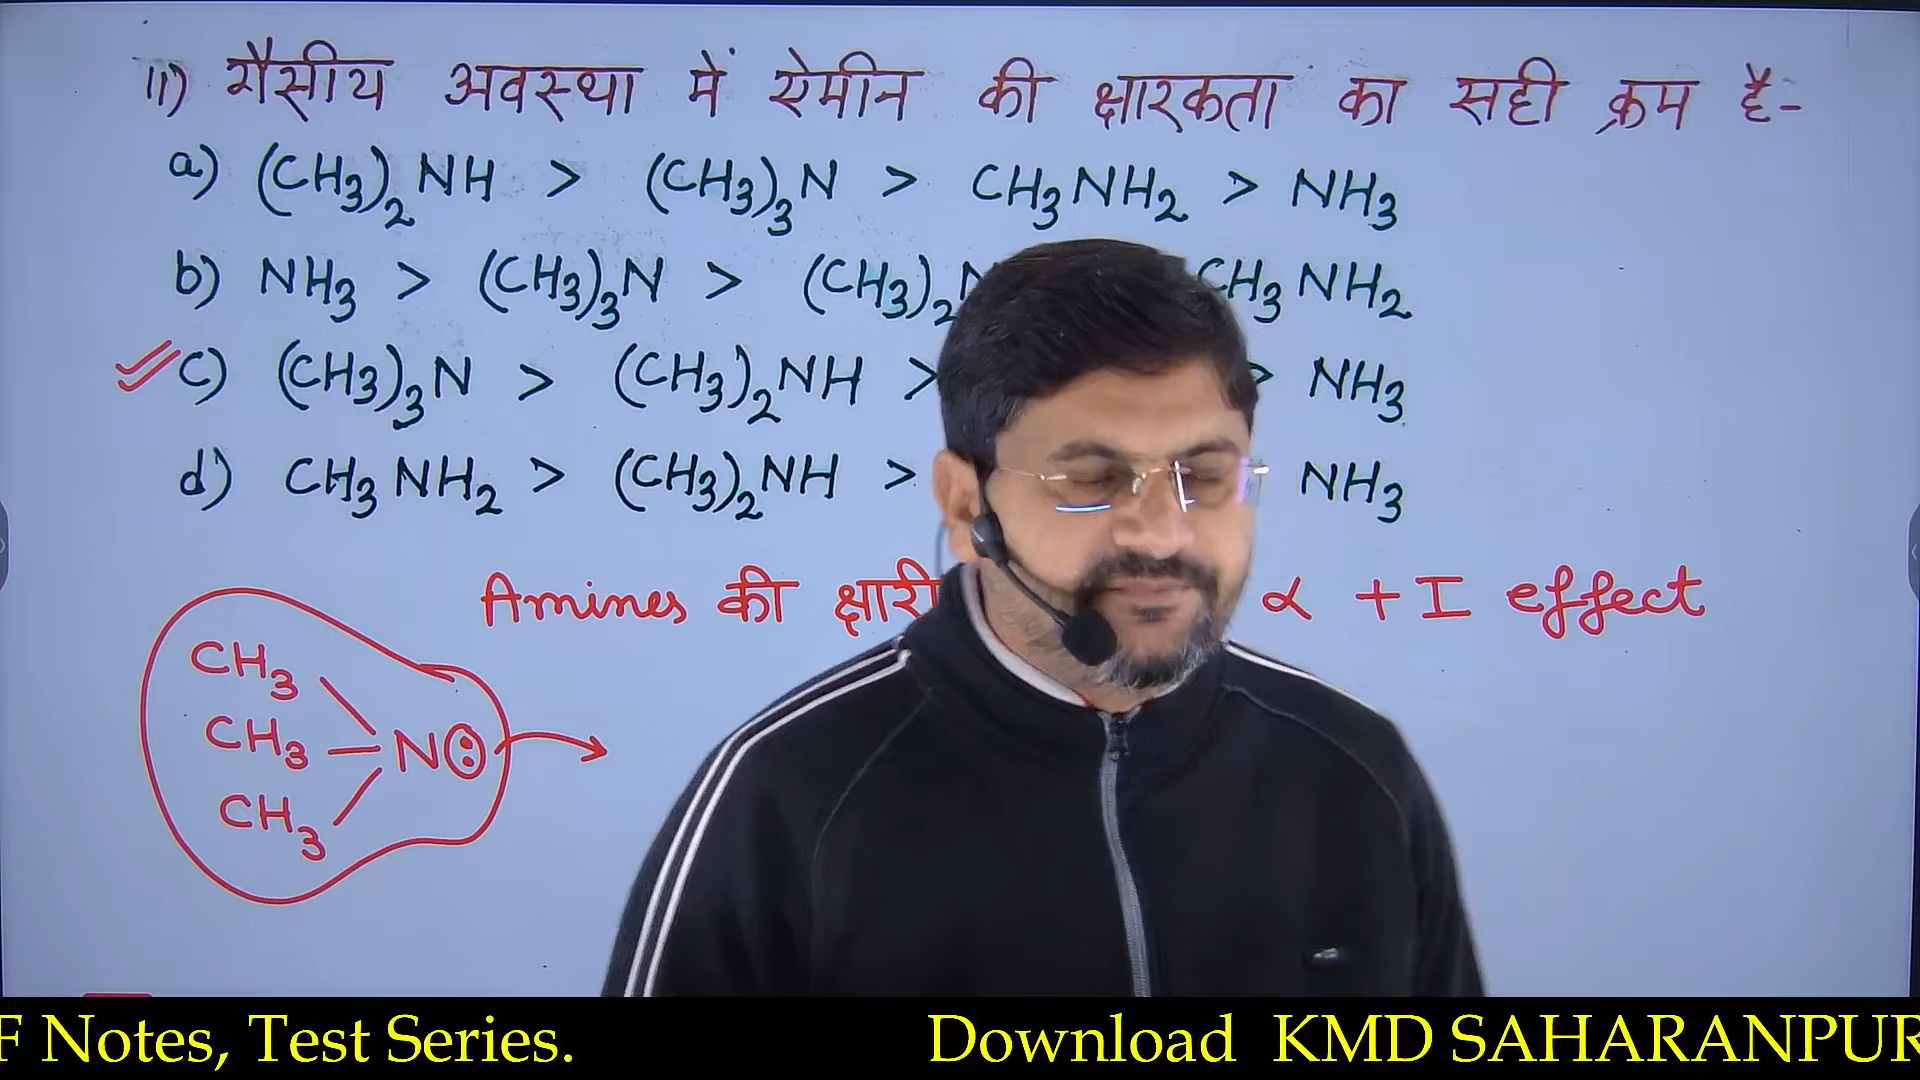 11) गैसीय अवस्था में ऐमीन की क्षारकता का सही क्रम है-
a) (CH3)2NH > (CH3)3N > CH3NH2 > NH3
b) NH3 > (CH3)3N > (CH3)2N CH3NH2
c) (CH3)3N > (CH3)2NH > > NH3
d) CH3NH2 > (CH3)2NH > NH3
Amines की क्षारी α +I effect
CH3
CH3 — N:
CH3
F Notes, Test Series. Download KMD SAHARANPUR